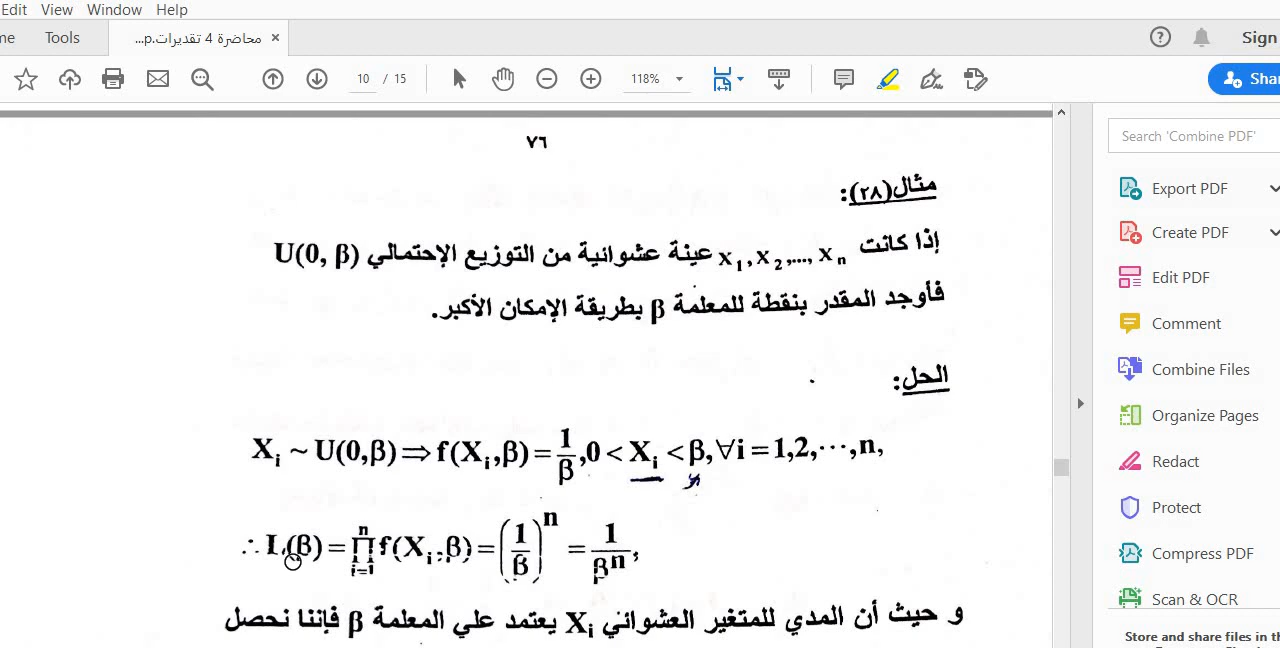 Edit View Window Help
me Tools محاضرة 4 تقديرات.p... × Sign
10 / 15 118% Shar
٧٦
مثال(٢٨):
إذا كانت x₁, x₂,..., xₙ عينة عشوائية من التوزيع الإحتمالي U(0, β)
فأوجد المقدر بنقطة للمعلمة β بطريقة الإمكان الأكبر.
الحل:
Xᵢ ~ U(0,β) ⇒ f(Xᵢ,β) = 1/β, 0 < Xᵢ < β, ∀i = 1,2,⋯,n,
∴ L(β) = ∏ᵢ₌₁ⁿ f(Xᵢ,β) = (1/β)ⁿ = 1/βⁿ,
و حيث أن المدي للمتغير العشواني Xᵢ يعتمد علي المعلمة β فإننا نحصل
Search 'Combine PDF'
Export PDF
Create PDF
Edit PDF
Comment
Combine Files
Organize Pages
Redact
Protect
Compress PDF
Scan & OCR
Store and share files in th